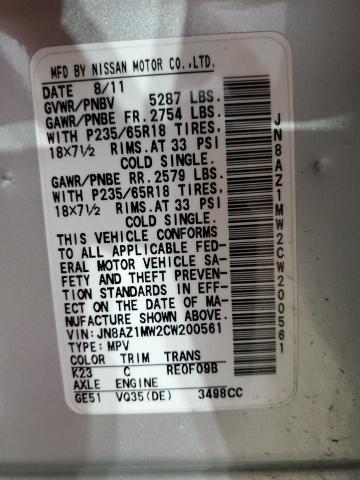 MFD BY NISSAN MOTOR CO.,LTD.
DATE 8/11
GVWR/PNBV 5287 LBS.
GAWR/PNBE FR.2754 LBS.
WITH P235/65R18 TIRES,
18X7½ RIMS.AT 33 PSI
COLD SINGLE.
GAWR/PNBE RR.2579 LBS.
WITH P235/65R18 TIRES,
18X7½ RIMS.AT 33 PSI
COLD SINGLE.
THIS VEHICLE CONFORMS
TO ALL APPLICABLE FED-
ERAL MOTOR VEHICLE SA-
FETY AND THEFT PREVEN-
TION STANDARDS IN EFF-
ECT ON THE DATE OF MA-
NUFACTURE SHOWN ABOVE.
VIN:JN8AZ1MW2CW200561
TYPE:MPV
COLOR TRIM TRANS
K23 C RE0F09B
AXLE ENGINE
GE51 VQ35(DE) 3498CC
JN8AZ1MW2CW200561